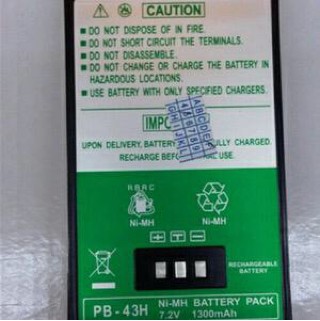 CAUTION
DO NOT DISPOSE OF IN FIRE.
DO NOT SHORT CIRCUIT THE TERMINALS.
DO NOT DISASSEMBLE.
DO NOT CHANGE OR CHARGE THE BATTERY IN
HAZARDOUS LOCATIONS.
USE BATTERY WITH ONLY SPECIFIED CHARGERS.
UPON DELIVERY, BATTERY FULLY CHARGED.
RECHARGE USE.
RBRC
Ni-MH
Ni-MH
+ T -
RECHARGEABLE
BATTERY
PB - 43H
Ni-MH BATTERY PACK
7.2V 1300mAh